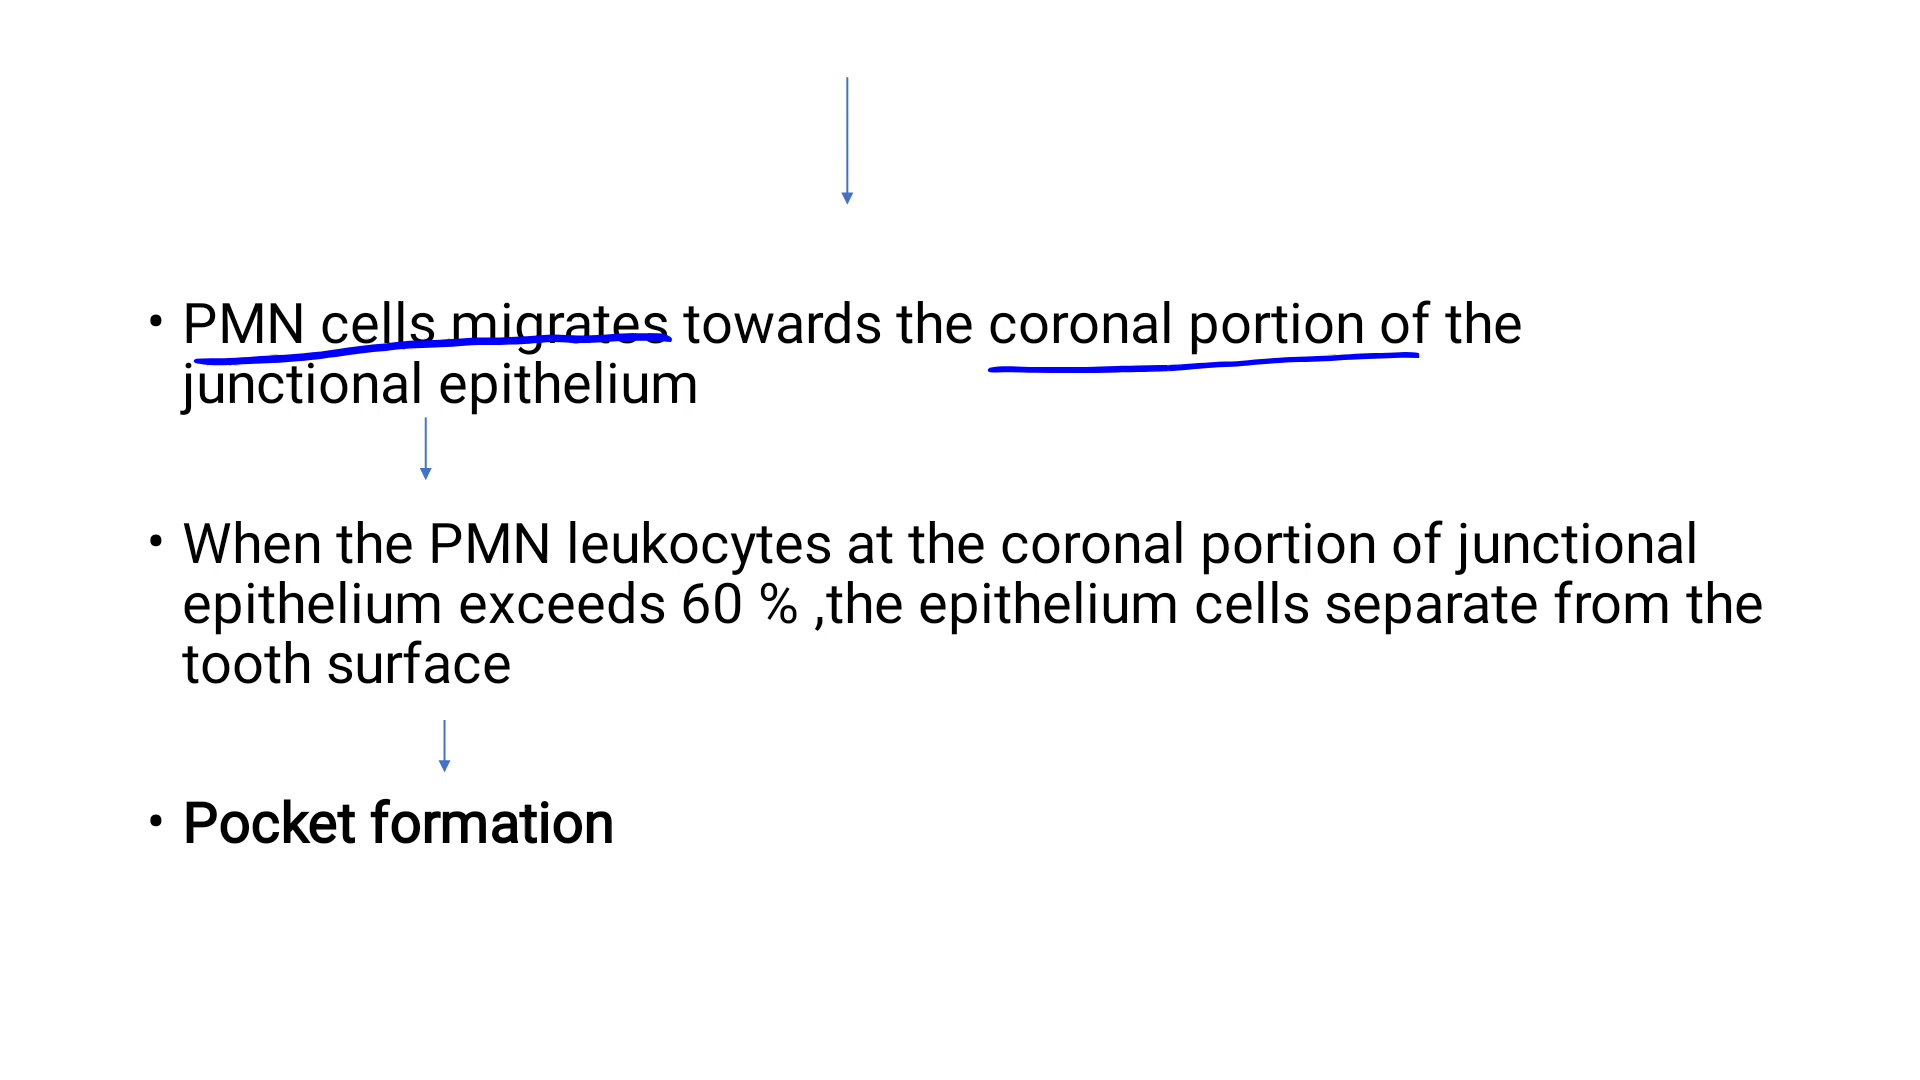 • PMN cells migrates towards the coronal portion of the
junctional epithelium
• When the PMN leukocytes at the coronal portion of junctional
epithelium exceeds 60 % ,the epithelium cells separate from the
tooth surface
• Pocket formation